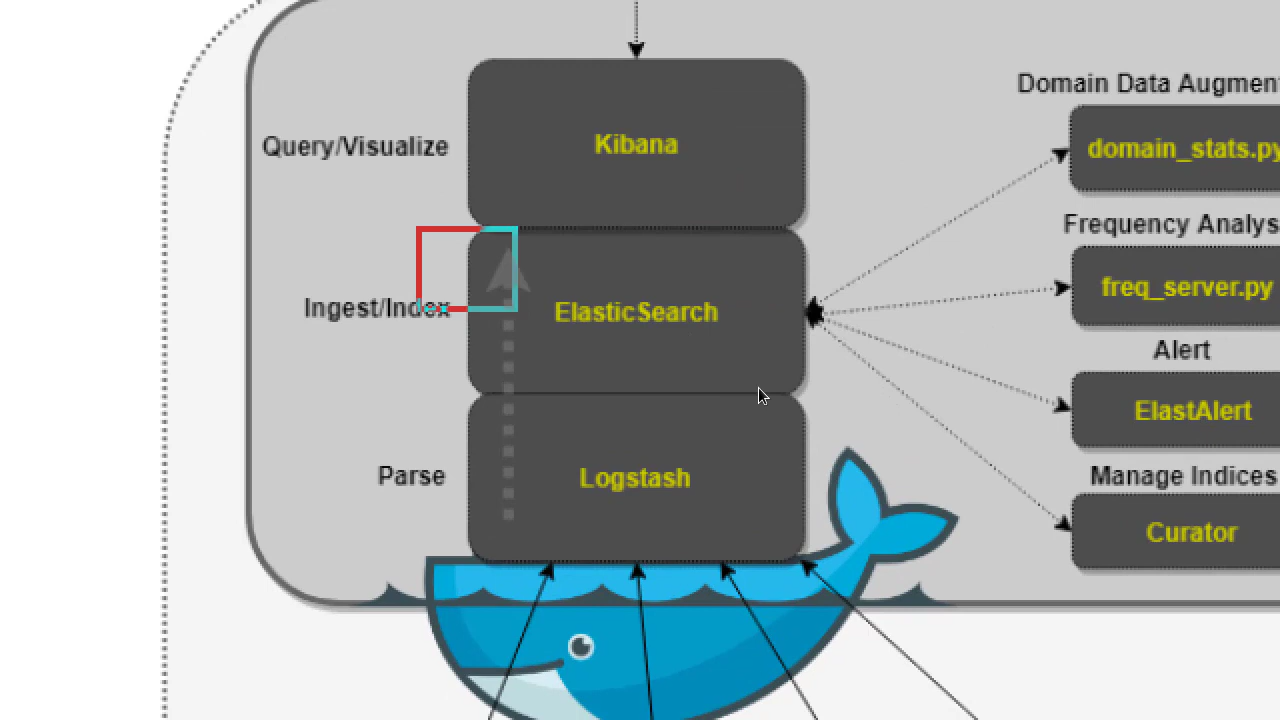 Domain Data Augmen
Query/Visualize
Kibana
domain_stats.py
Frequency Analys
Ingest/Index
ElasticSearch
freq_server.py
Alert
ElastAlert
Parse
Logstash
Manage Indices
Curator